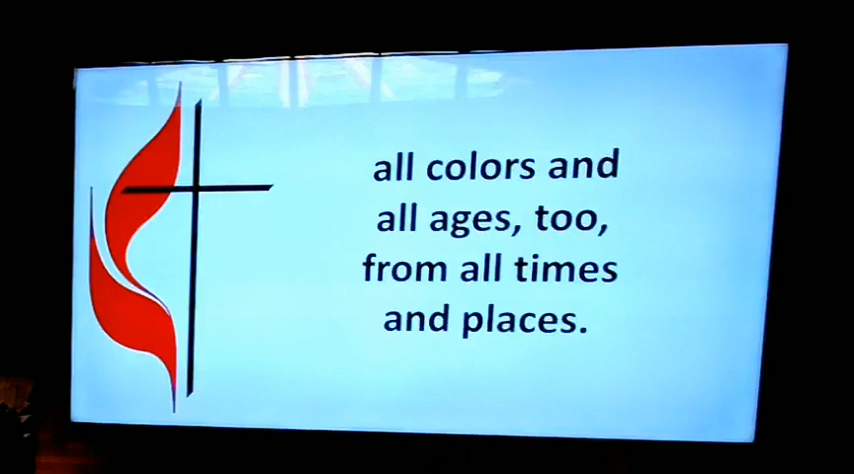 all colors and
all ages, too,
from all times
and places.